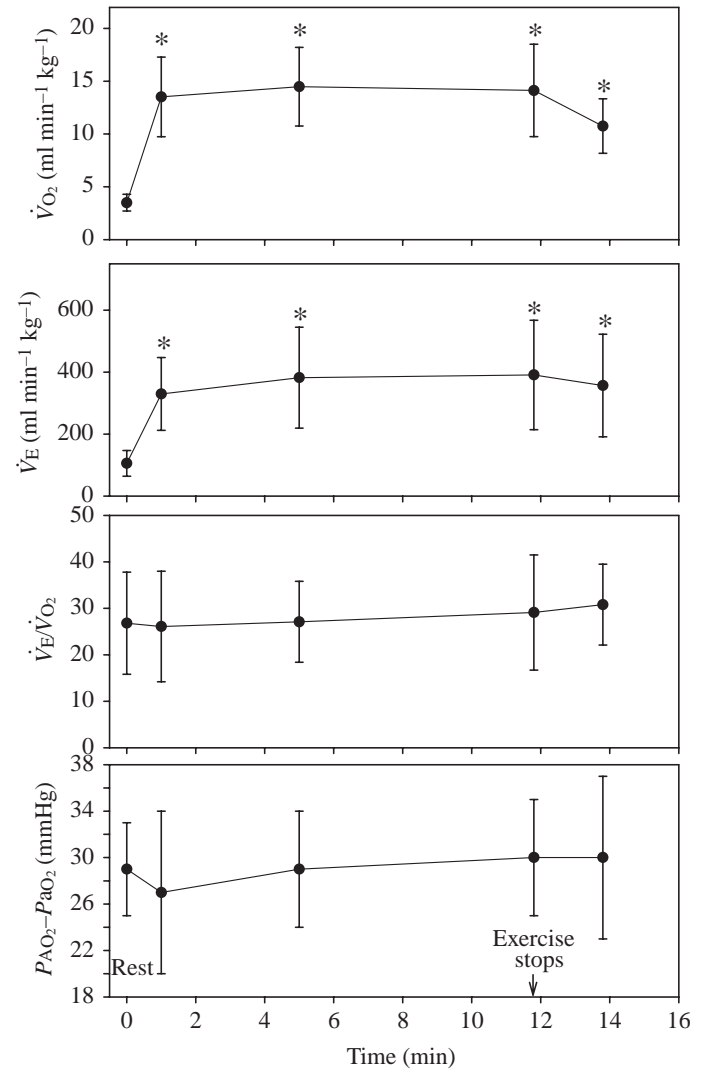 20
15
10
5
0
V̇O₂ (ml min⁻¹ kg⁻¹)
* * * *
600
400
200
0
V̇E (ml min⁻¹ kg⁻¹)
* * * *
50
40
30
20
10
0
V̇E/V̇O₂
38
34
30
26
22
18
PAO₂–PaO₂ (mmHg)
Rest
Exercise
stops
0 2 4 6 8 10 12 14 16
Time (min)